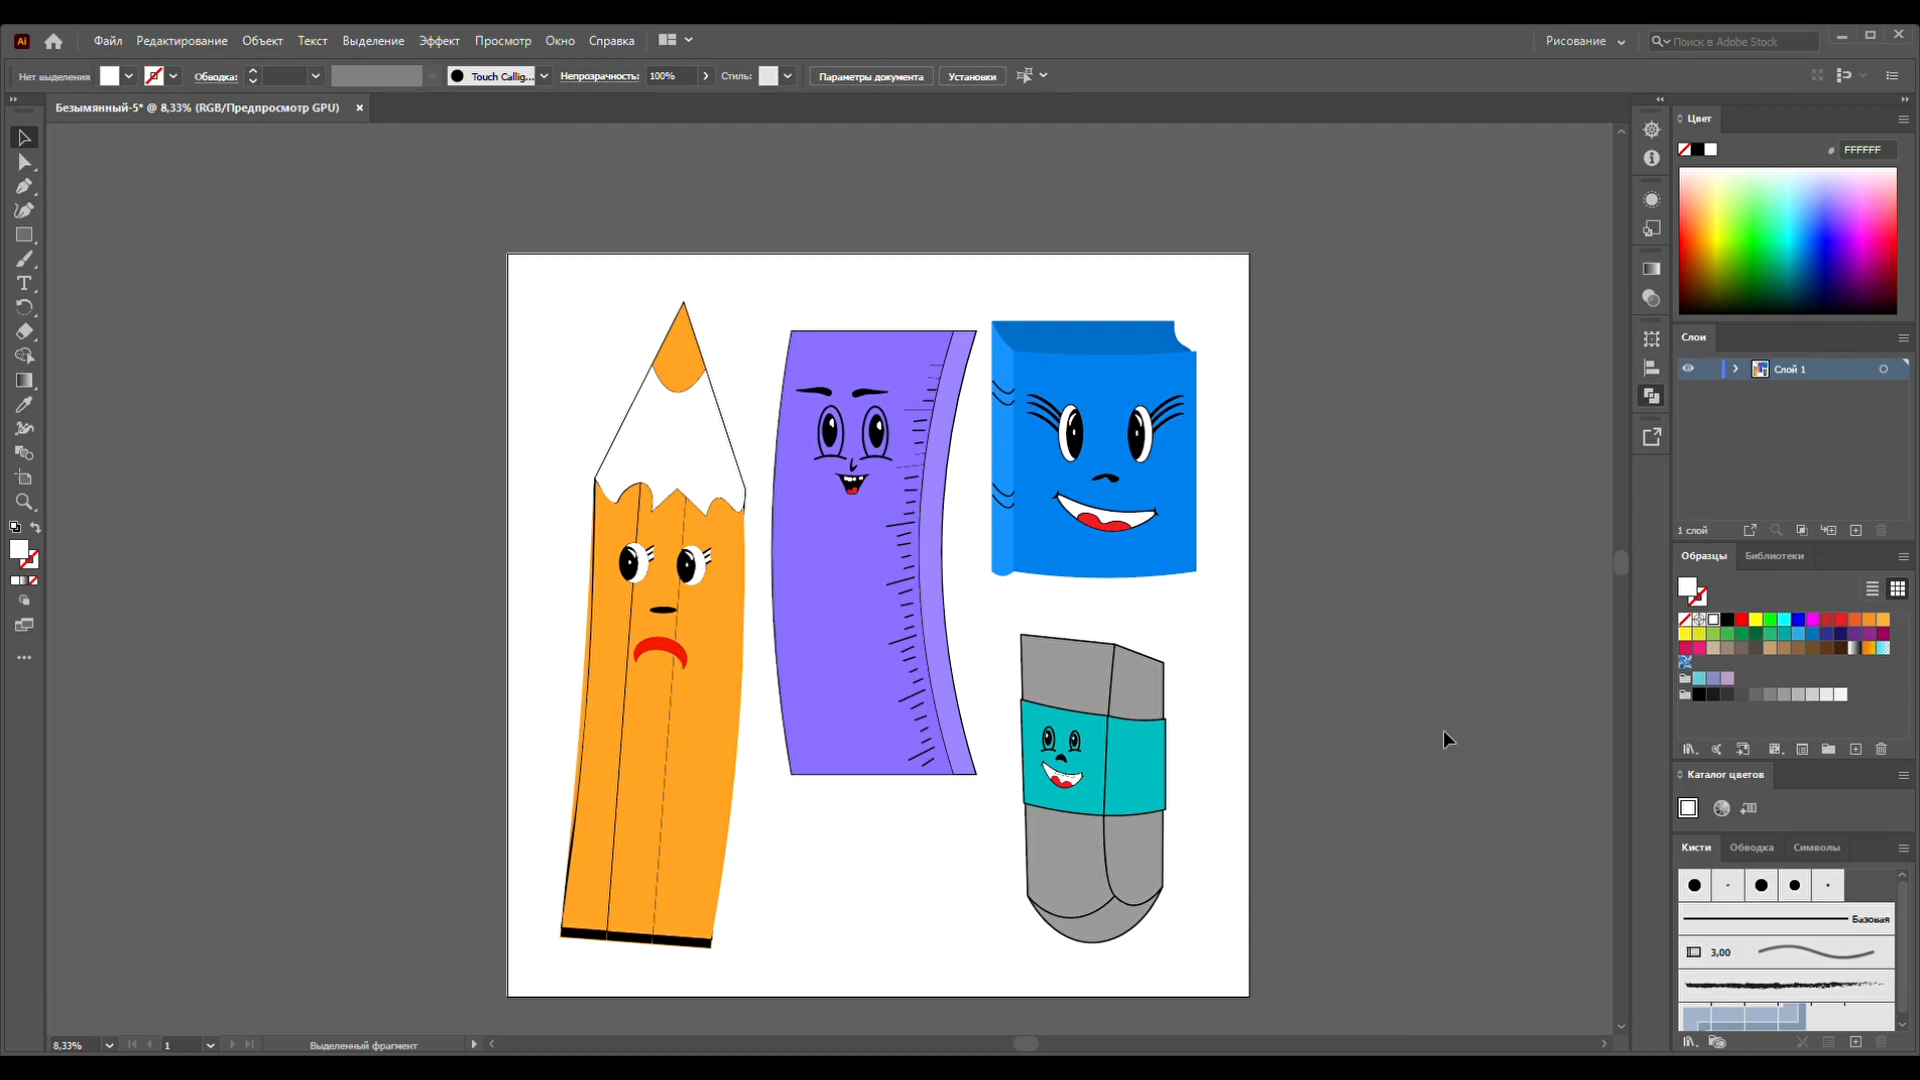 Ai Файл Редактирование Объект Текст Выделение Эффект Просмотр Окно Справка Рисование Поиск в Adobe Stock
Нет выделения Обводка: Touch Callig... Непрозрачность: 100% Стиль: Параметры документа Установки
Безымянный-5* @ 8,33% (RGB/Предпросмотр GPU) ×
Цвет
# FFFFFF
Слои
Слой 1
1 слой
Образцы Библиотеки
Каталог цветов
Кисти Обводка Символы
Базовая
3,00
8,33% 1 Выделенный фрагмент